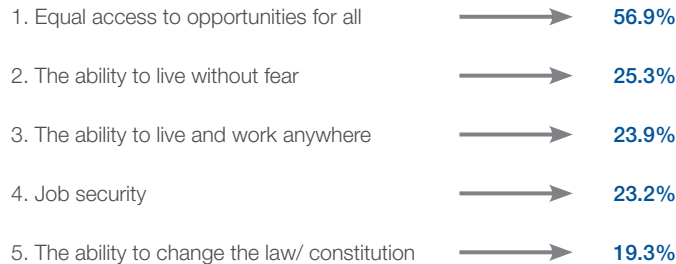 1. Equal access to opportunities for all 56.9%
2. The ability to live without fear 25.3%
3. The ability to live and work anywhere 23.9%
4. Job security 23.2%
5. The ability to change the law/ constitution 19.3%